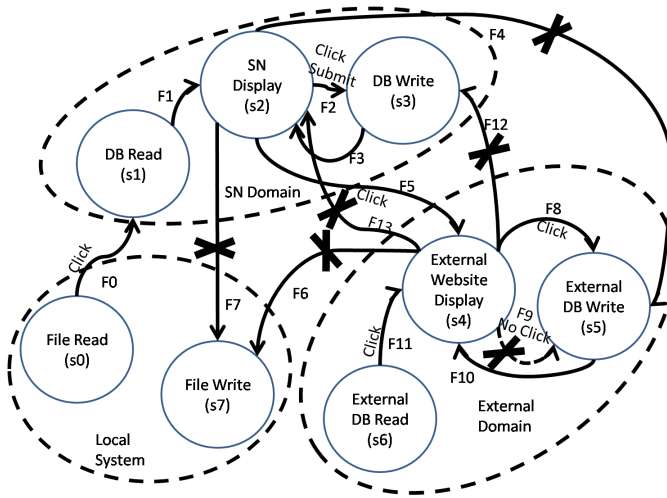 F4
SN
Display
(s2)
Click
Submit
F2
DB Write
(s3)
F1
F12
DB Read
(s1)
F3
SN Domain
Click
F5
F13
F8
Click
Click
F0
External
Website
Display
(s4)
External
DB Write
(s5)
F7
F6
F9
No Click
File Read
(s0)
File Write
(s7)
Click
F11
F10
External
DB Read
(s6)
External
Domain
Local
System